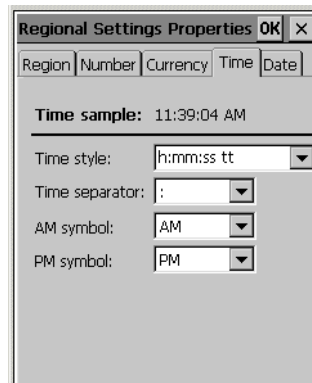 Regional Settings Properties OK ×
Region Number Currency Time Date
Time sample: 11:39:04 AM
Time style: h:mm:ss tt
Time separator: :
AM symbol: AM
PM symbol: PM